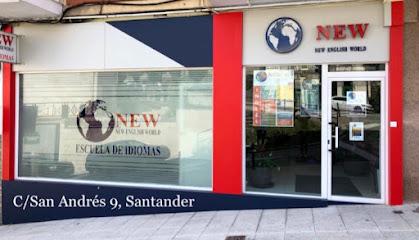 NEW
NEW ENGLISH WORLD
NEW
NEW ENGLISH WORLD
ESCUELA DE IDIOMAS
C/San Andrés 9, Santander